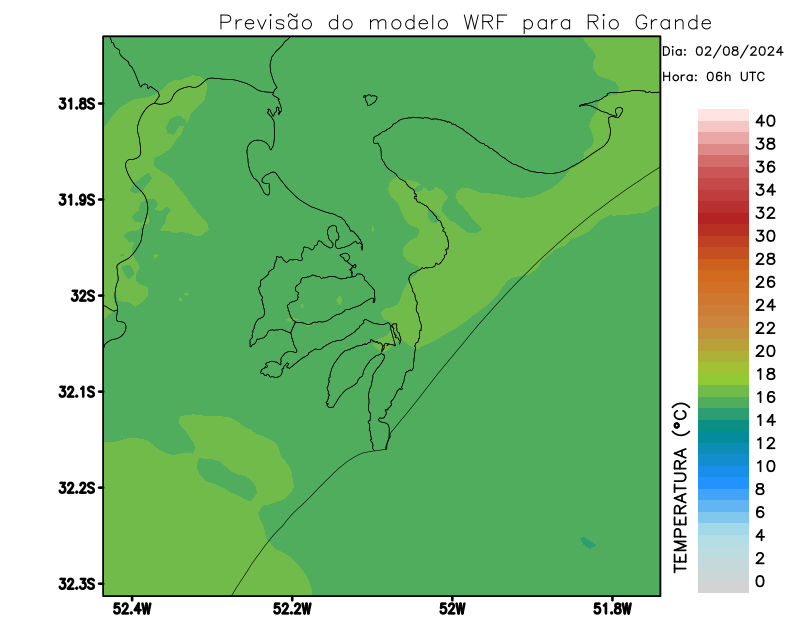 Previsão do modelo WRF para Rio Grande
Dia: 02/08/2024
Hora: 06h UTC
31.8S
31.9S
32S
32.1S
32.2S
32.3S
52.4W
52.2W
52W
51.8W
TEMPERATURA (°C)
40
38
36
34
32
30
28
26
24
22
20
18
16
14
12
10
8
6
4
2
0